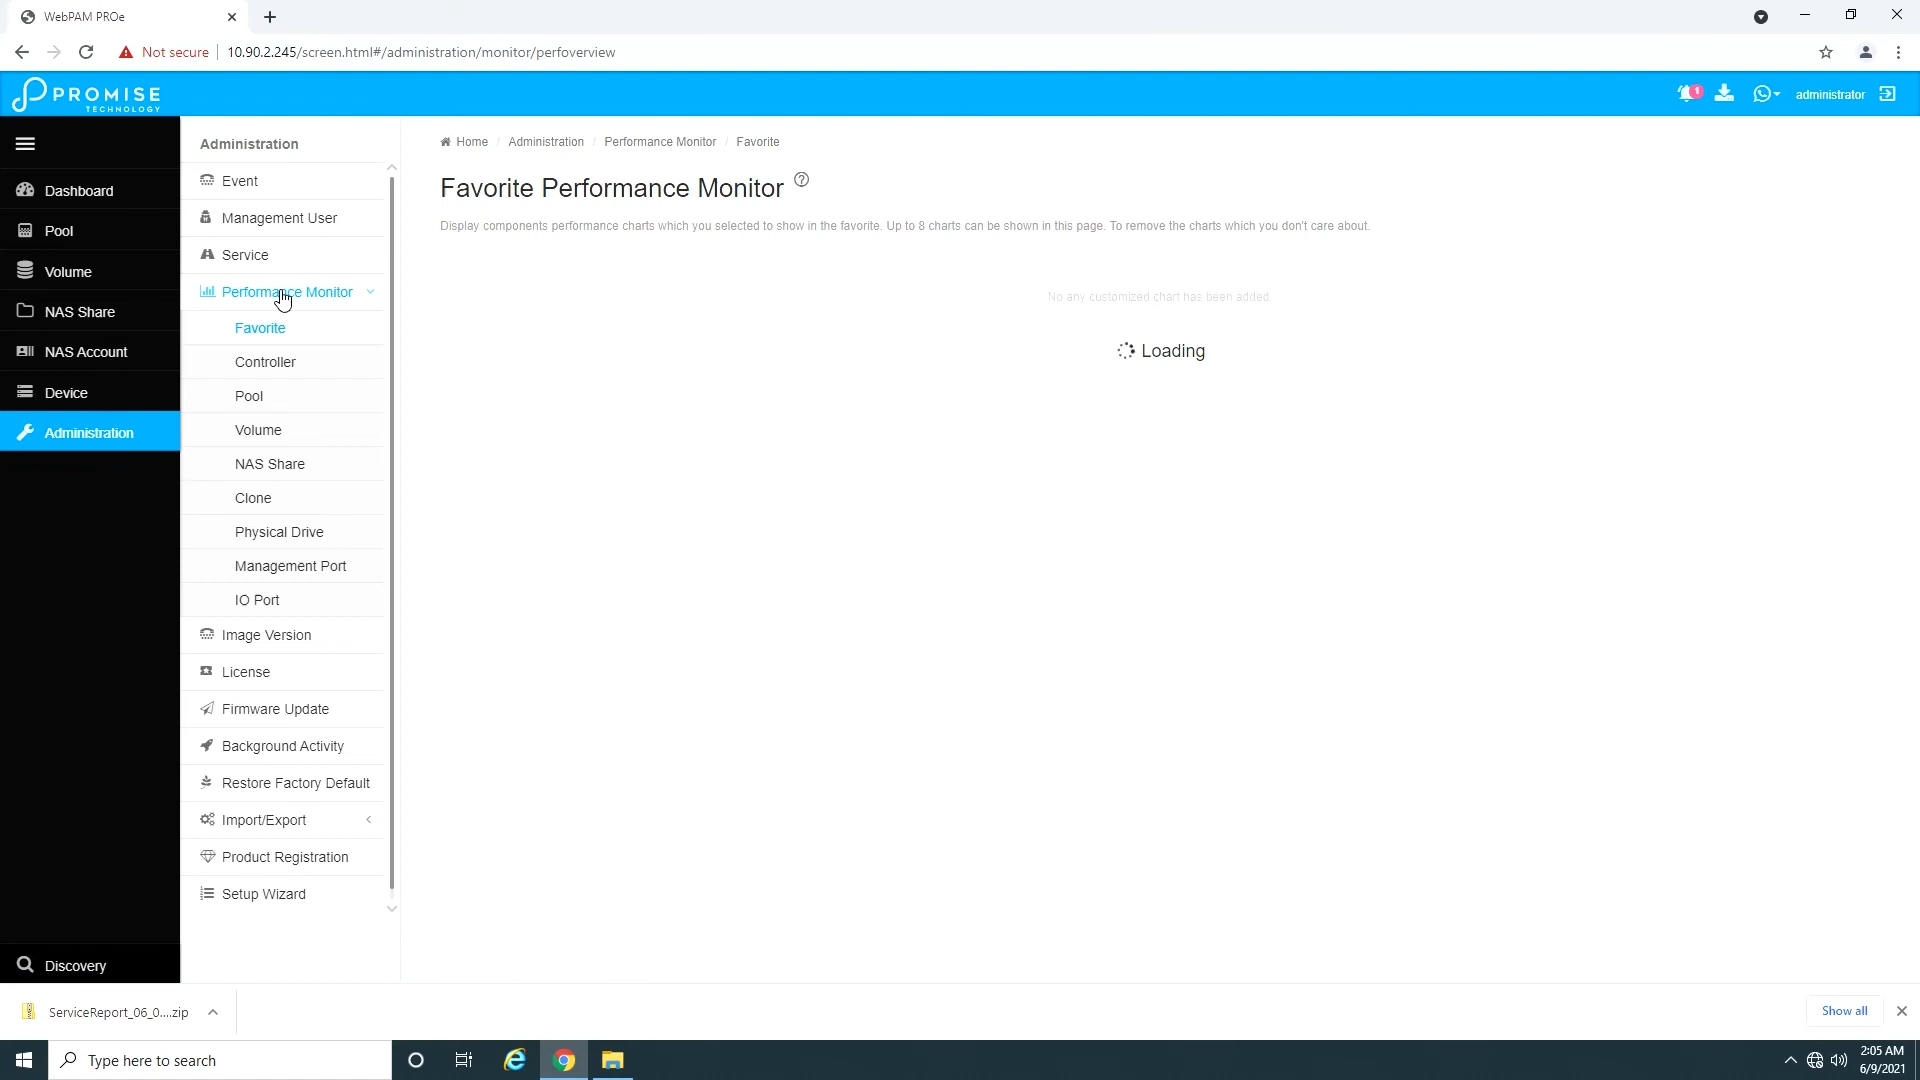 WebPAM PROe
Not secure
10.90.2.245/screen.html#/administration/monitor/perfoverview
PROMISE
TECHNOLOGY
1
administrator
Dashboard
Pool
Volume
NAS Share
NAS Account
Device
Administration
Discovery
Administration
Event
Management User
Service
Performance Monitor
Favorite
Controller
Pool
Volume
NAS Share
Clone
Physical Drive
Management Port
IO Port
Image Version
License
Firmware Update
Background Activity
Restore Factory Default
Import/Export
Product Registration
Setup Wizard
Home / Administration / Performance Monitor / Favorite
Favorite Performance Monitor
Display components performance charts which you selected to show in the favorite. Up to 8 charts can be shown in this page. To remove the charts which you don't care about.
No any customized chart has been added.
Loading
ServiceReport_06_0....zip
Show all
Type here to search
2:05 AM
6/9/2021